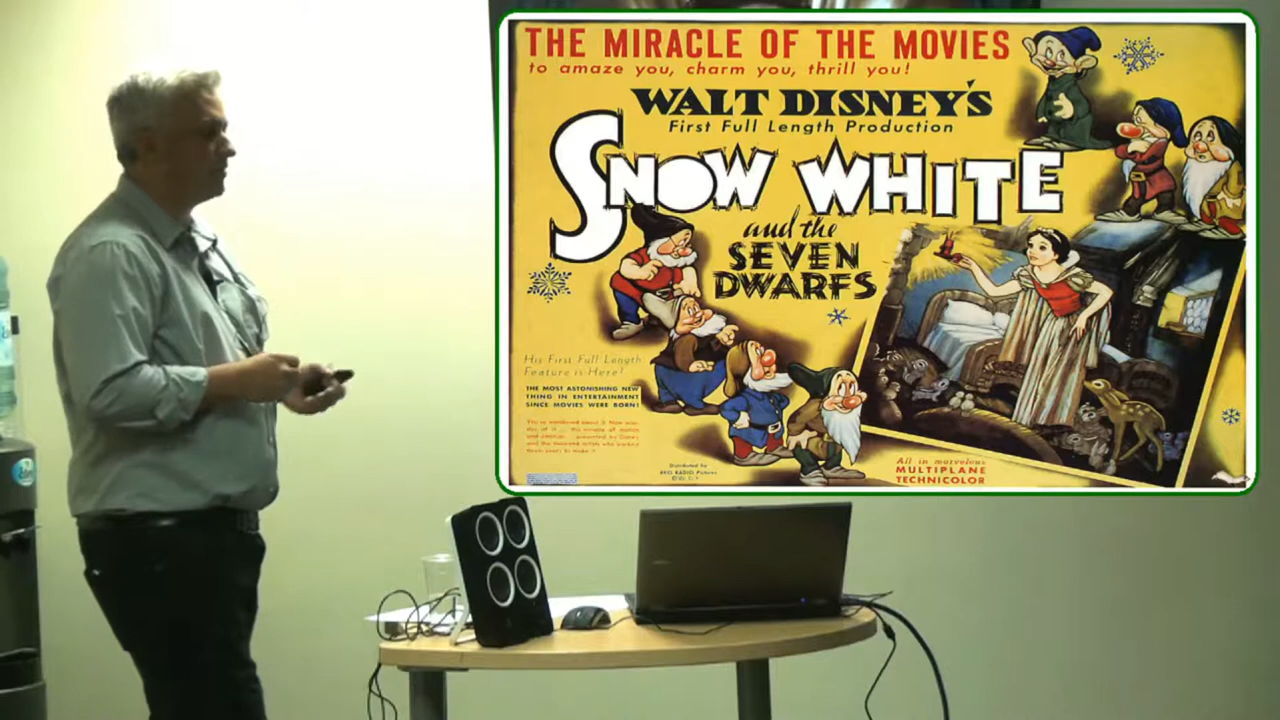 THE MIRACLE OF THE MOVIES
to amaze you, charm you, thrill you!
WALT DISNEY'S
First Full Length Production
SNOW WHITE
and the
SEVEN
DWARFS
His First Full Length
Feature is Here!
THE MOST ASTONISHING NEW
THING IN ENTERTAINMENT
SINCE MOVIES WERE BORN!
Distributed by
RKO RADIO Pictures
All in marvelous
MULTIPLANE
TECHNICOLOR